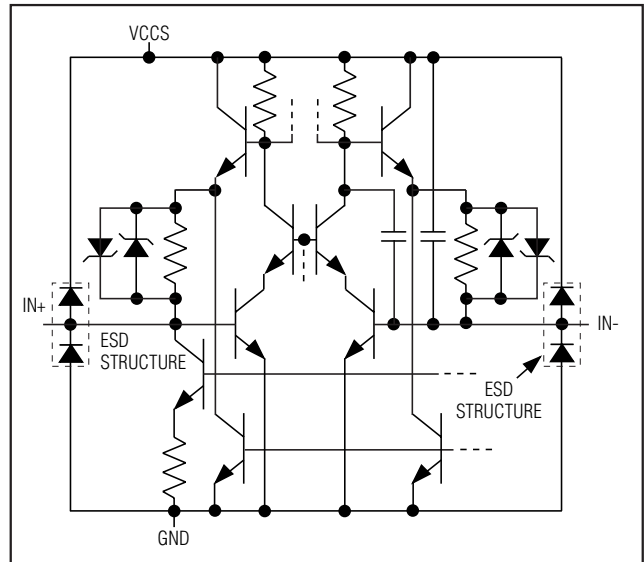 VCCS
IN+
IN-
ESD
STRUCTURE
ESD
STRUCTURE
GND